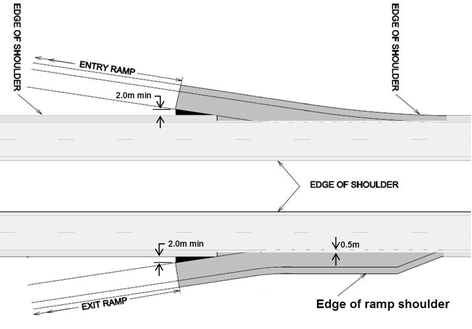 EDGE OF SHOULDER
EDGE OF SHOULDER
ENTRY RAMP
2.0m min
EDGE OF SHOULDER
2.0m min
0.5m
EXIT RAMP
Edge of ramp shoulder